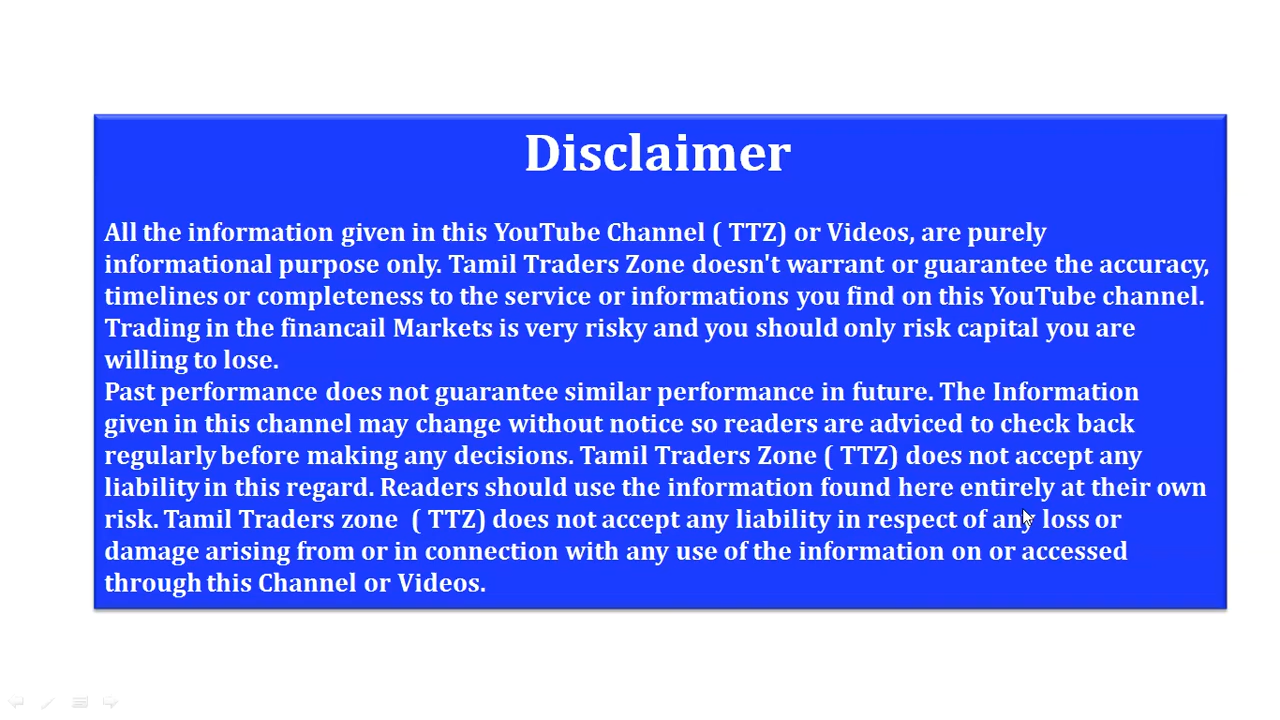 Disclaimer
All the information given in this YouTube Channel ( TTZ) or Videos, are purely
informational purpose only. Tamil Traders Zone doesn't warrant or guarantee the accuracy,
timelines or completeness to the service or informations you find on this YouTube channel.
Trading in the financail Markets is very risky and you should only risk capital you are
willing to lose.
Past performance does not guarantee similar performance in future. The Information
given in this channel may change without notice so readers are adviced to check back
regularly before making any decisions. Tamil Traders Zone ( TTZ) does not accept any
liability in this regard. Readers should use the information found here entirely at their own
risk. Tamil Traders zone  ( TTZ) does not accept any liability in respect of any loss or
damage arising from or in connection with any use of the information on or accessed
through this Channel or Videos.